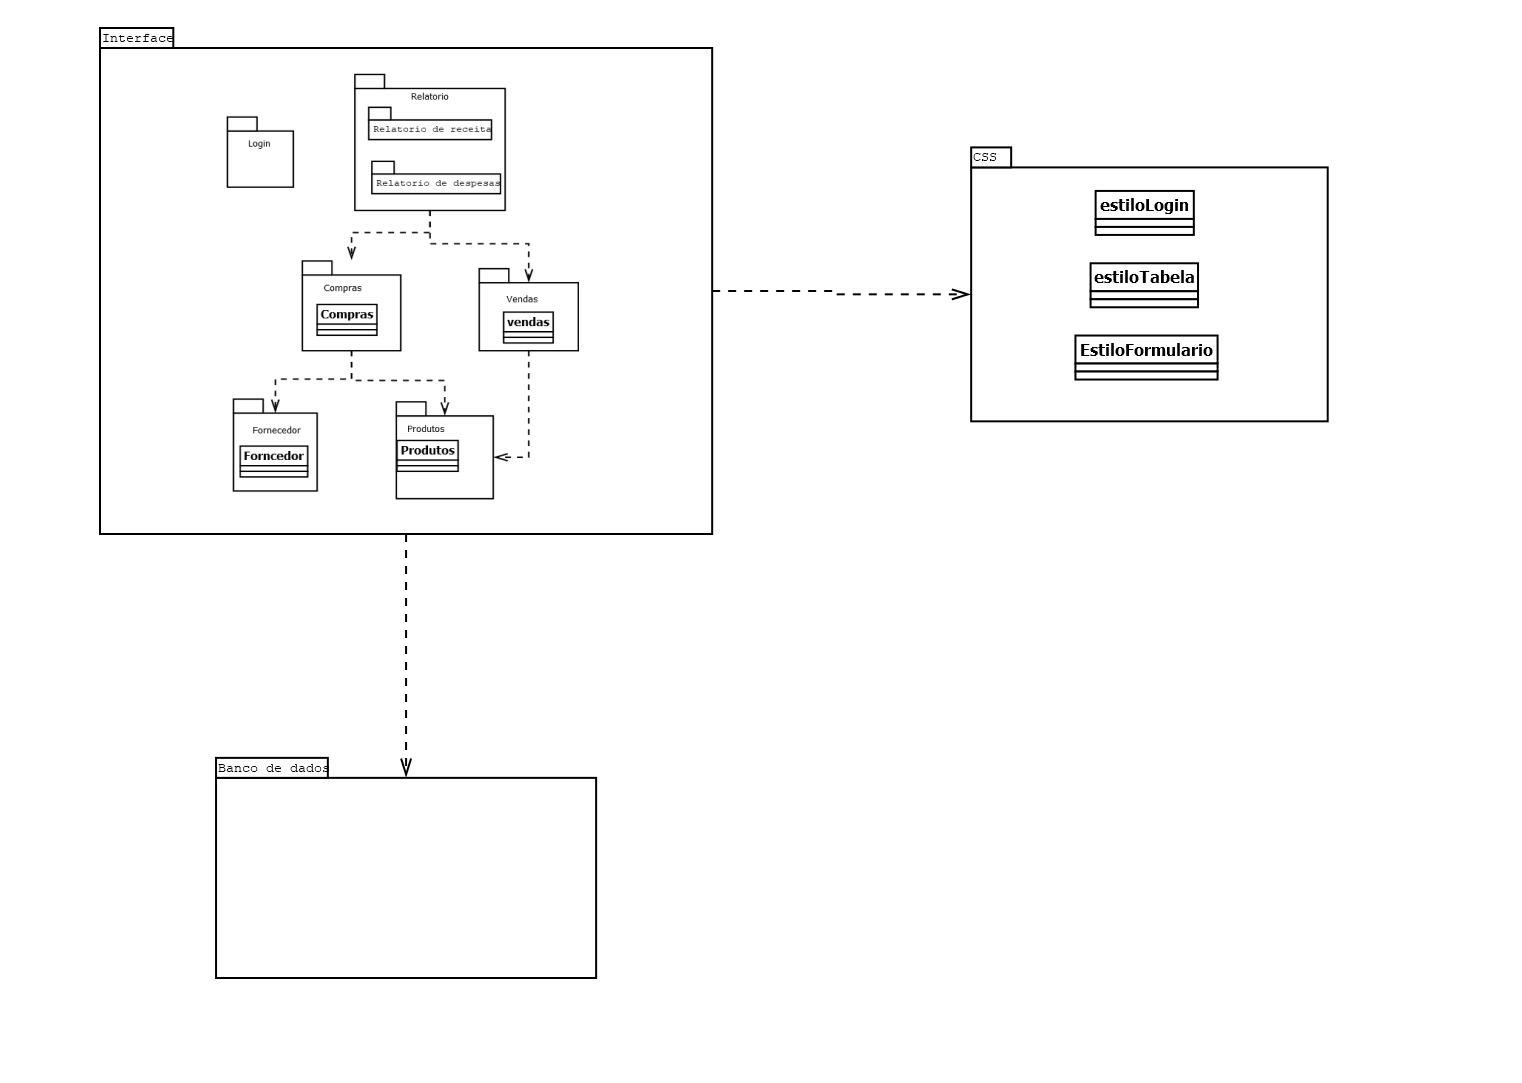 Interface
Relatorio
Relatorio de receita
Login
Relatorio de despesas
CSS
estiloLogin
estiloTabela
EstiloFormulario
Compras
Compras
Vendas
vendas
Fornecedor
Forncedor
Produtos
Produtos
Banco de dados